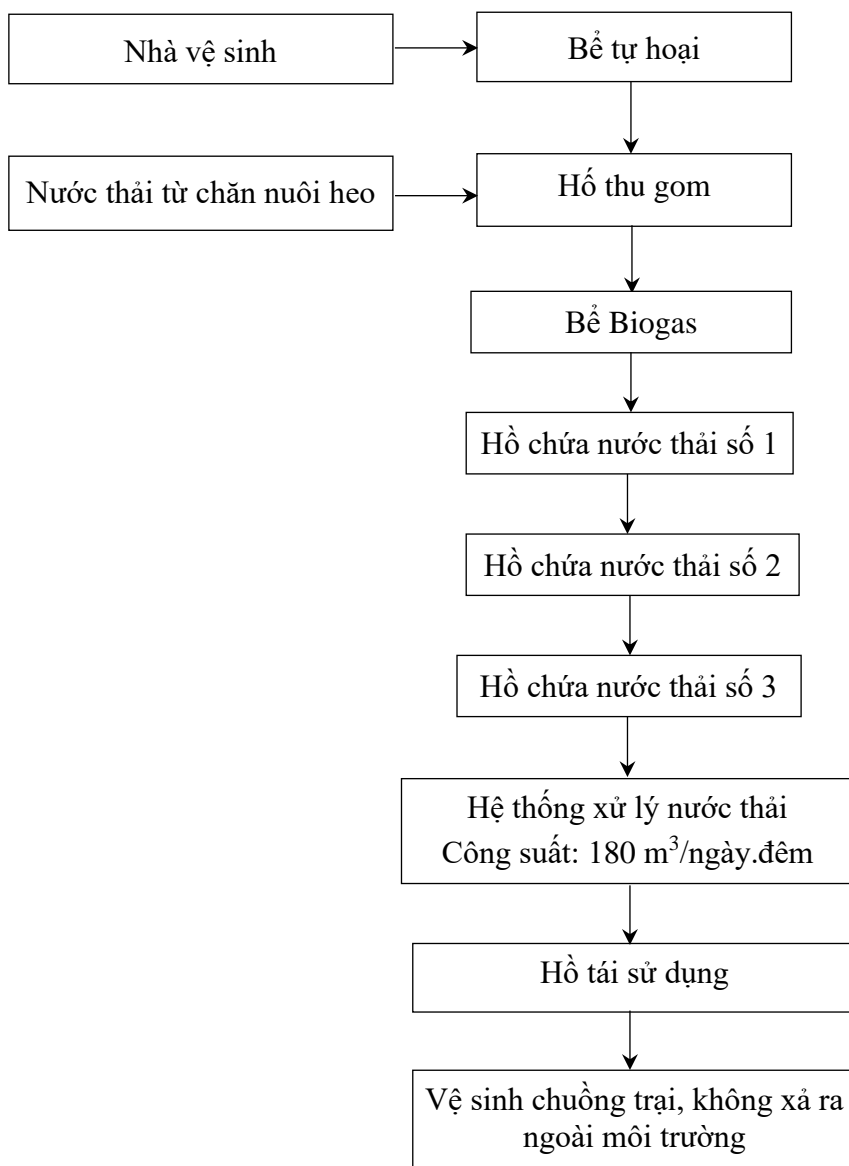 Nhà vệ sinh
Bể tự hoại
Nước thải từ chăn nuôi heo
Hố thu gom
Bể Biogas
Hồ chứa nước thải số 1
Hồ chứa nước thải số 2
Hồ chứa nước thải số 3
Hệ thống xử lý nước thải
Công suất: 180 m³/ngày.đêm
Hồ tái sử dụng
Vệ sinh chuồng trại, không xả ra
ngoài môi trường